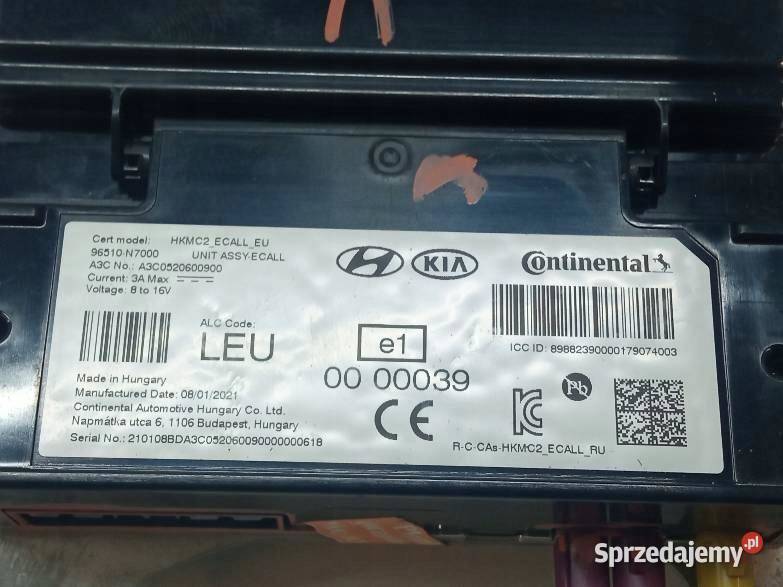 Cert model: HKMC2_ECALL_EU
96510-N7000 UNIT ASSY-ECALL
A3C No.: A3C0520600900
Current: 3A Max
Voltage: 8 to 16V
KIA
Continental
ALC Code:
LEU
e1
00 00039
ICC ID: 89882390000179074003
Made in Hungary
Manufactured Date: 08/01/2021
Continental Automotive Hungary Co. Ltd.
Napmátka utca 6, 1106 Budapest, Hungary
Serial No.: 210108BDA3C05206009000000618
CE
Pb
R-C-CAs-HKMC2_ECALL_RU
Sprzedajemy.pl